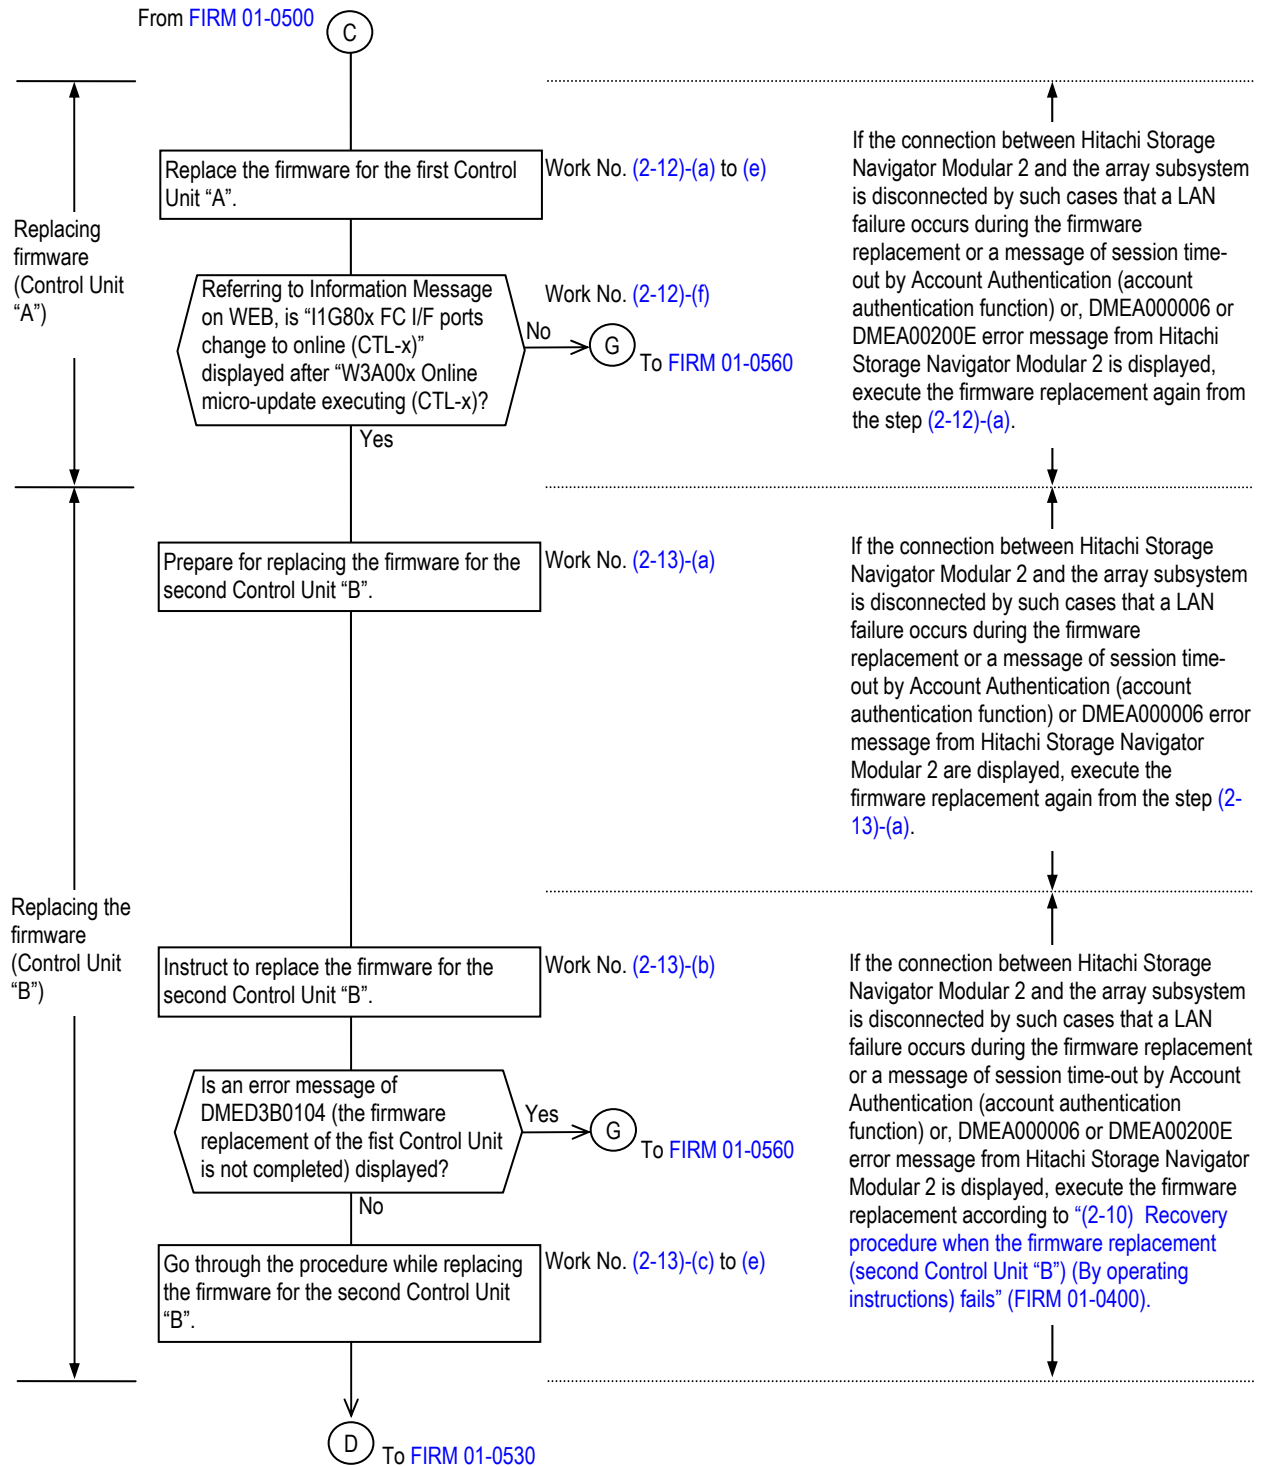 From FIRM 01-0500
C
Replacing
firmware
(Control Unit
“A”)
Replace the firmware for the first Control
Unit “A”.
Work No. (2-12)-(a) to (e)
Referring to Information Message
on WEB, is “I1G80x FC I/F ports
change to online (CTL-x)”
displayed after “W3A00x Online
micro-update executing (CTL-x)?
Work No. (2-12)-(f)
No
G
To FIRM 01-0560
Yes
If the connection between Hitachi Storage
Navigator Modular 2 and the array subsystem
is disconnected by such cases that a LAN
failure occurs during the firmware
replacement or a message of session time-
out by Account Authentication (account
authentication function) or, DMEA000006 or
DMEA00200E error message from Hitachi
Storage Navigator Modular 2 is displayed,
execute the firmware replacement again from
the step (2-12)-(a).
Replacing the
firmware
(Control Unit
“B”)
Prepare for replacing the firmware for the
second Control Unit “B”.
Work No. (2-13)-(a)
If the connection between Hitachi Storage
Navigator Modular 2 and the array subsystem
is disconnected by such cases that a LAN
failure occurs during the firmware
replacement or a message of session time-
out by Account Authentication (account
authentication function) or DMEA000006 error
message from Hitachi Storage Navigator
Modular 2 are displayed, execute the
firmware replacement again from the step (2-
13)-(a).
Instruct to replace the firmware for the
second Control Unit “B”.
Work No. (2-13)-(b)
Is an error message of
DMED3B0104 (the firmware
replacement of the fist Control Unit
is not completed) displayed?
Yes
G
To FIRM 01-0560
No
Go through the procedure while replacing
the firmware for the second Control Unit
“B”.
Work No. (2-13)-(c) to (e)
If the connection between Hitachi Storage
Navigator Modular 2 and the array subsystem
is disconnected by such cases that a LAN
failure occurs during the firmware replacement
or a message of session time-out by Account
Authentication (account authentication
function) or, DMEA000006 or DMEA00200E
error message from Hitachi Storage Navigator
Modular 2 is displayed, execute the firmware
replacement according to “(2-10) Recovery
procedure when the firmware replacement
(second Control Unit “B”) (By operating
instructions) fails” (FIRM 01-0400).
D
To FIRM 01-0530